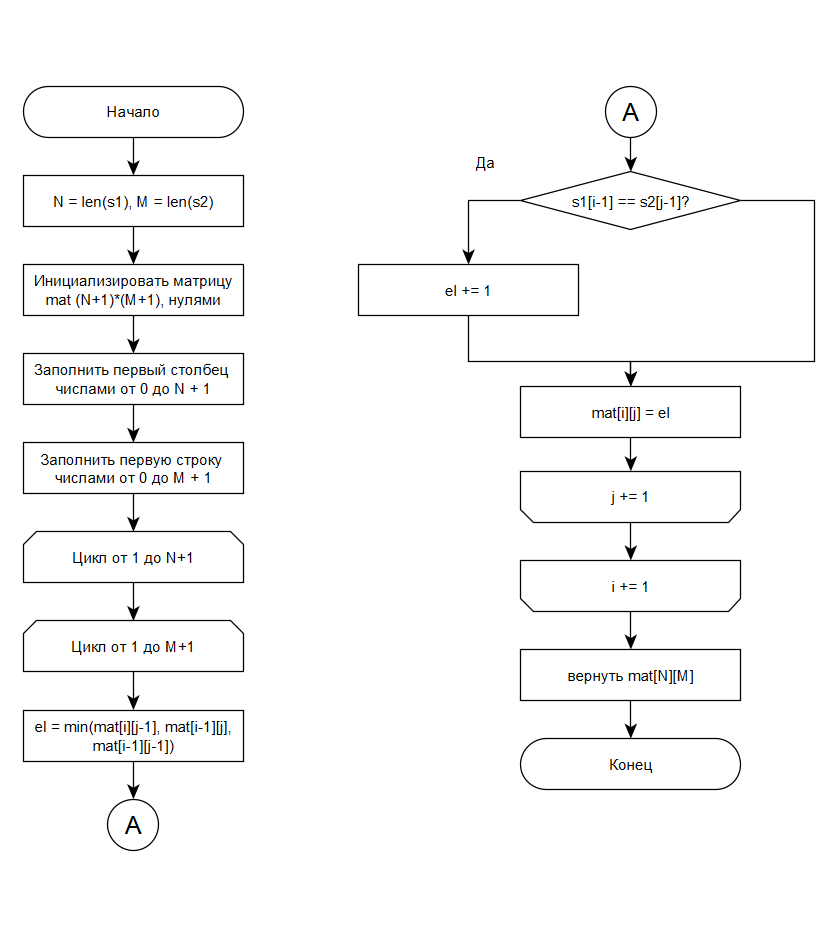 Начало
N = len(s1), M = len(s2)
Инициализировать матрицу
mat (N+1)*(M+1), нулями
Заполнить первый столбец
числами от 0 до N + 1
Заполнить первую строку
числами от 0 до M + 1
Цикл от 1 до N+1
Цикл от 1 до M+1
el = min(mat[i][j-1], mat[i-1][j],
mat[i-1][j-1])
A
A
Да
s1[i-1] == s2[j-1]?
el += 1
mat[i][j] = el
j += 1
i += 1
вернуть mat[N][M]
Конец